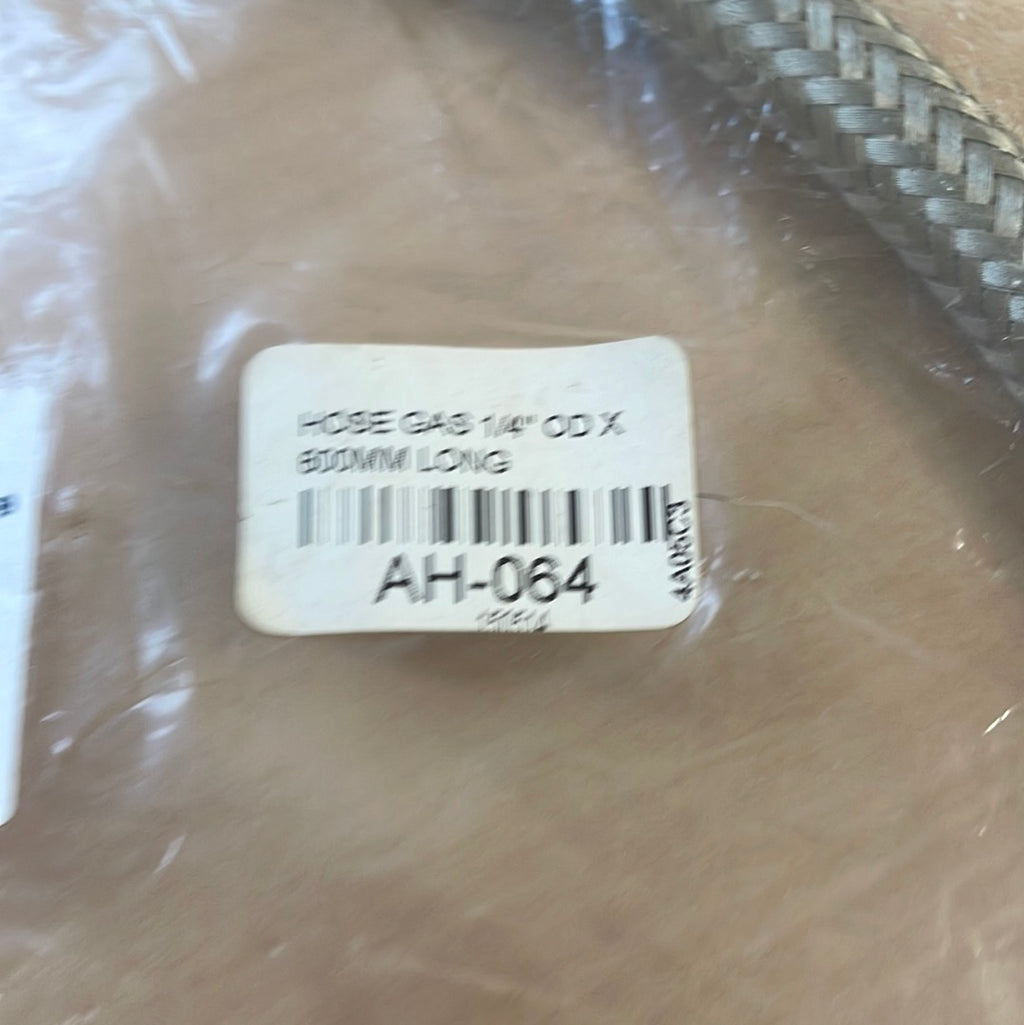 HOSE GAS 1/4" OD X
600MM LONG
AH-064